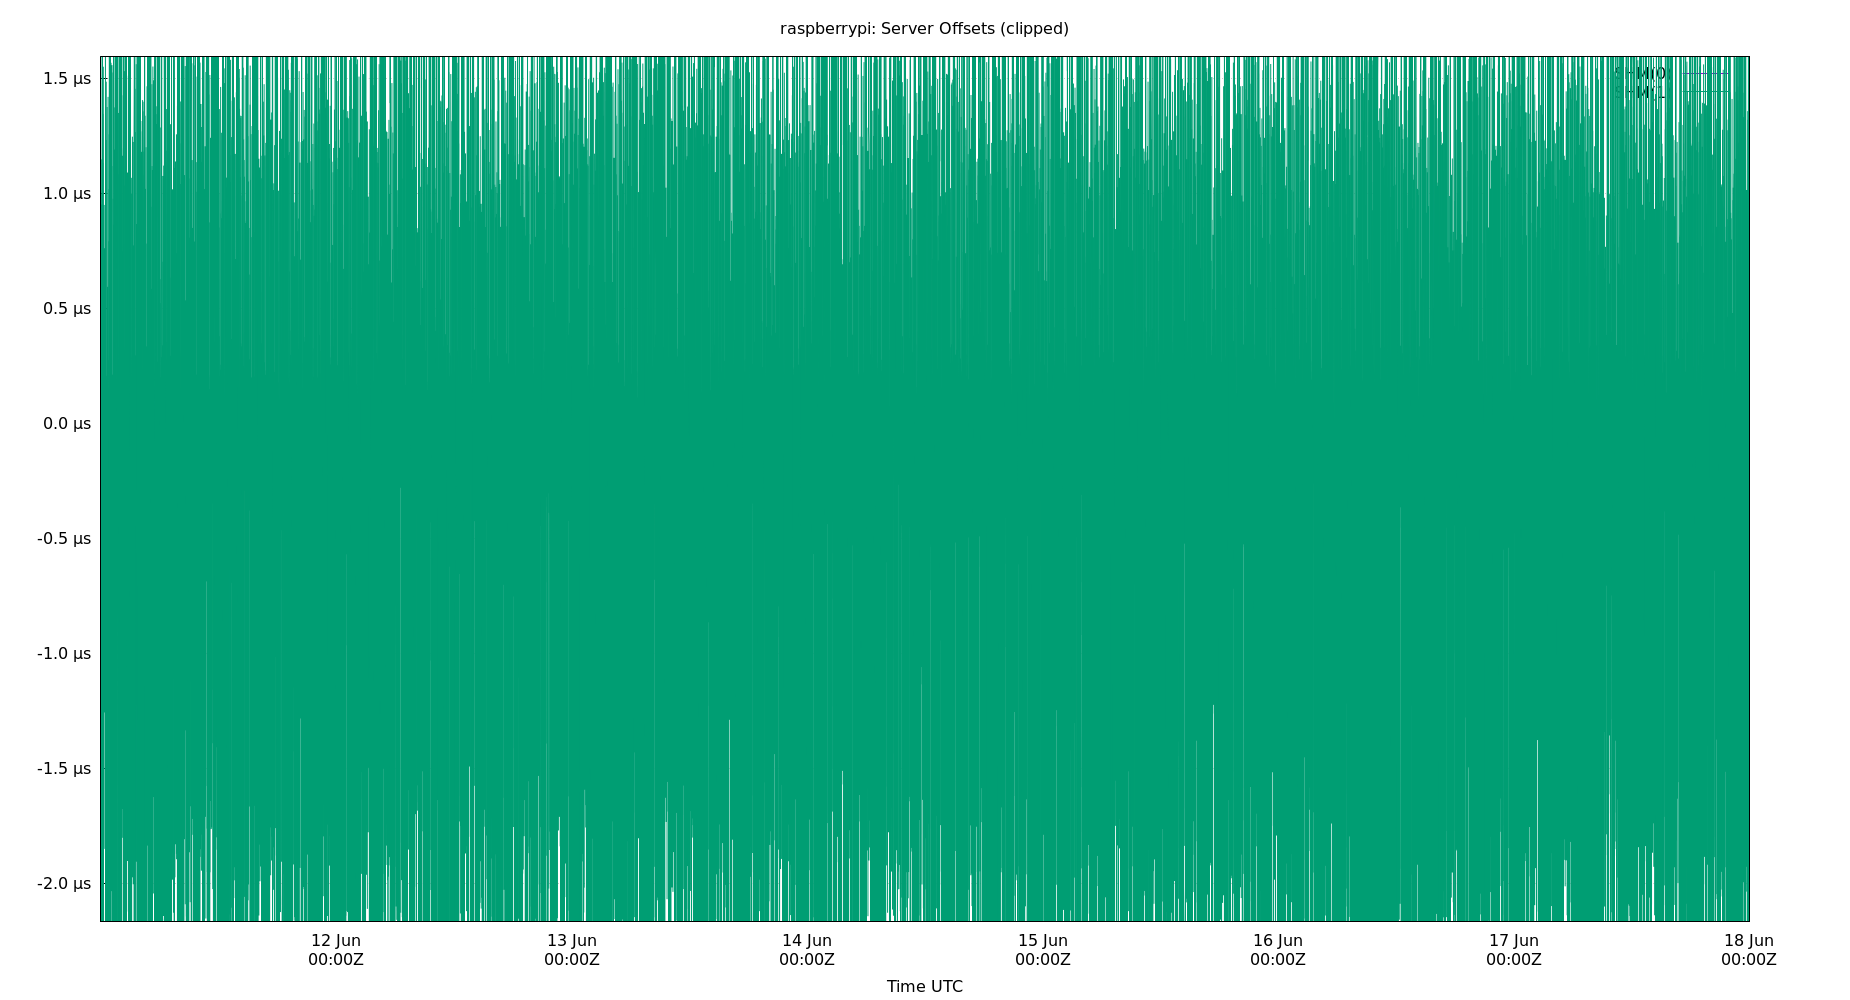 raspberrypi: Server Offsets (clipped)
1.5 µs
1.0 µs
0.5 µs
0.0 µs
-0.5 µs
-1.0 µs
-1.5 µs
-2.0 µs
12 Jun
00:00Z
13 Jun
00:00Z
14 Jun
00:00Z
15 Jun
00:00Z
16 Jun
00:00Z
17 Jun
00:00Z
18 Jun
00:00Z
Time UTC